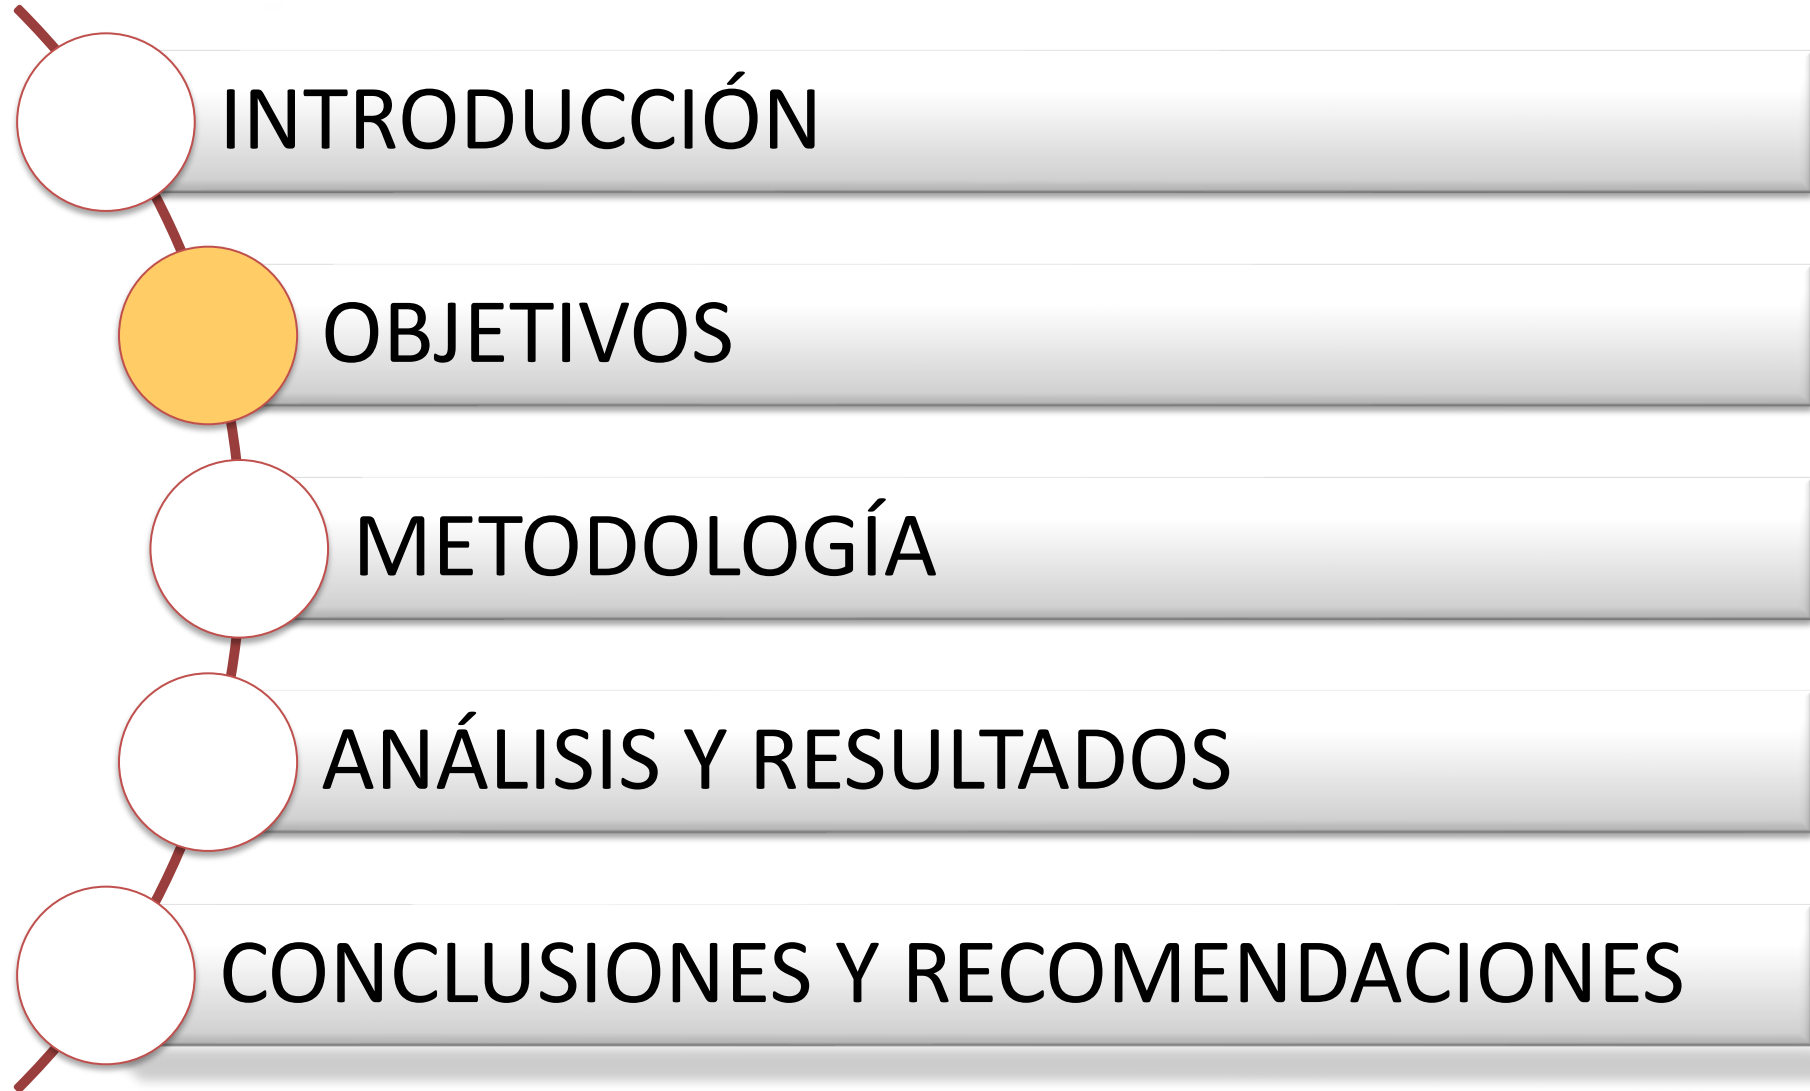 INTRODUCCIÓN
OBJETIVOS
METODOLOGÍA
ANÁLISIS Y RESULTADOS
CONCLUSIONES Y RECOMENDACIONES